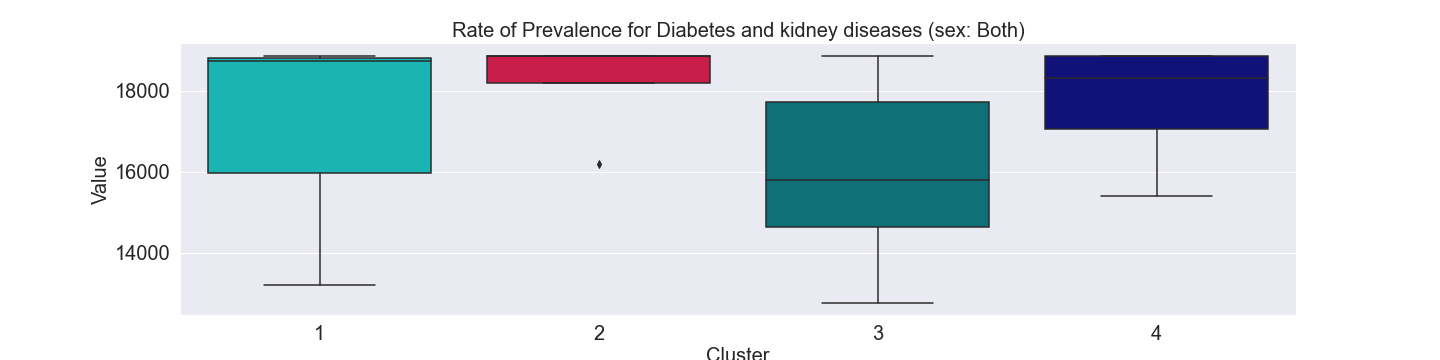 Rate of Prevalence for Diabetes and kidney diseases (sex: Both)
18000
16000
14000
Value
1 2 3 4
Cluster